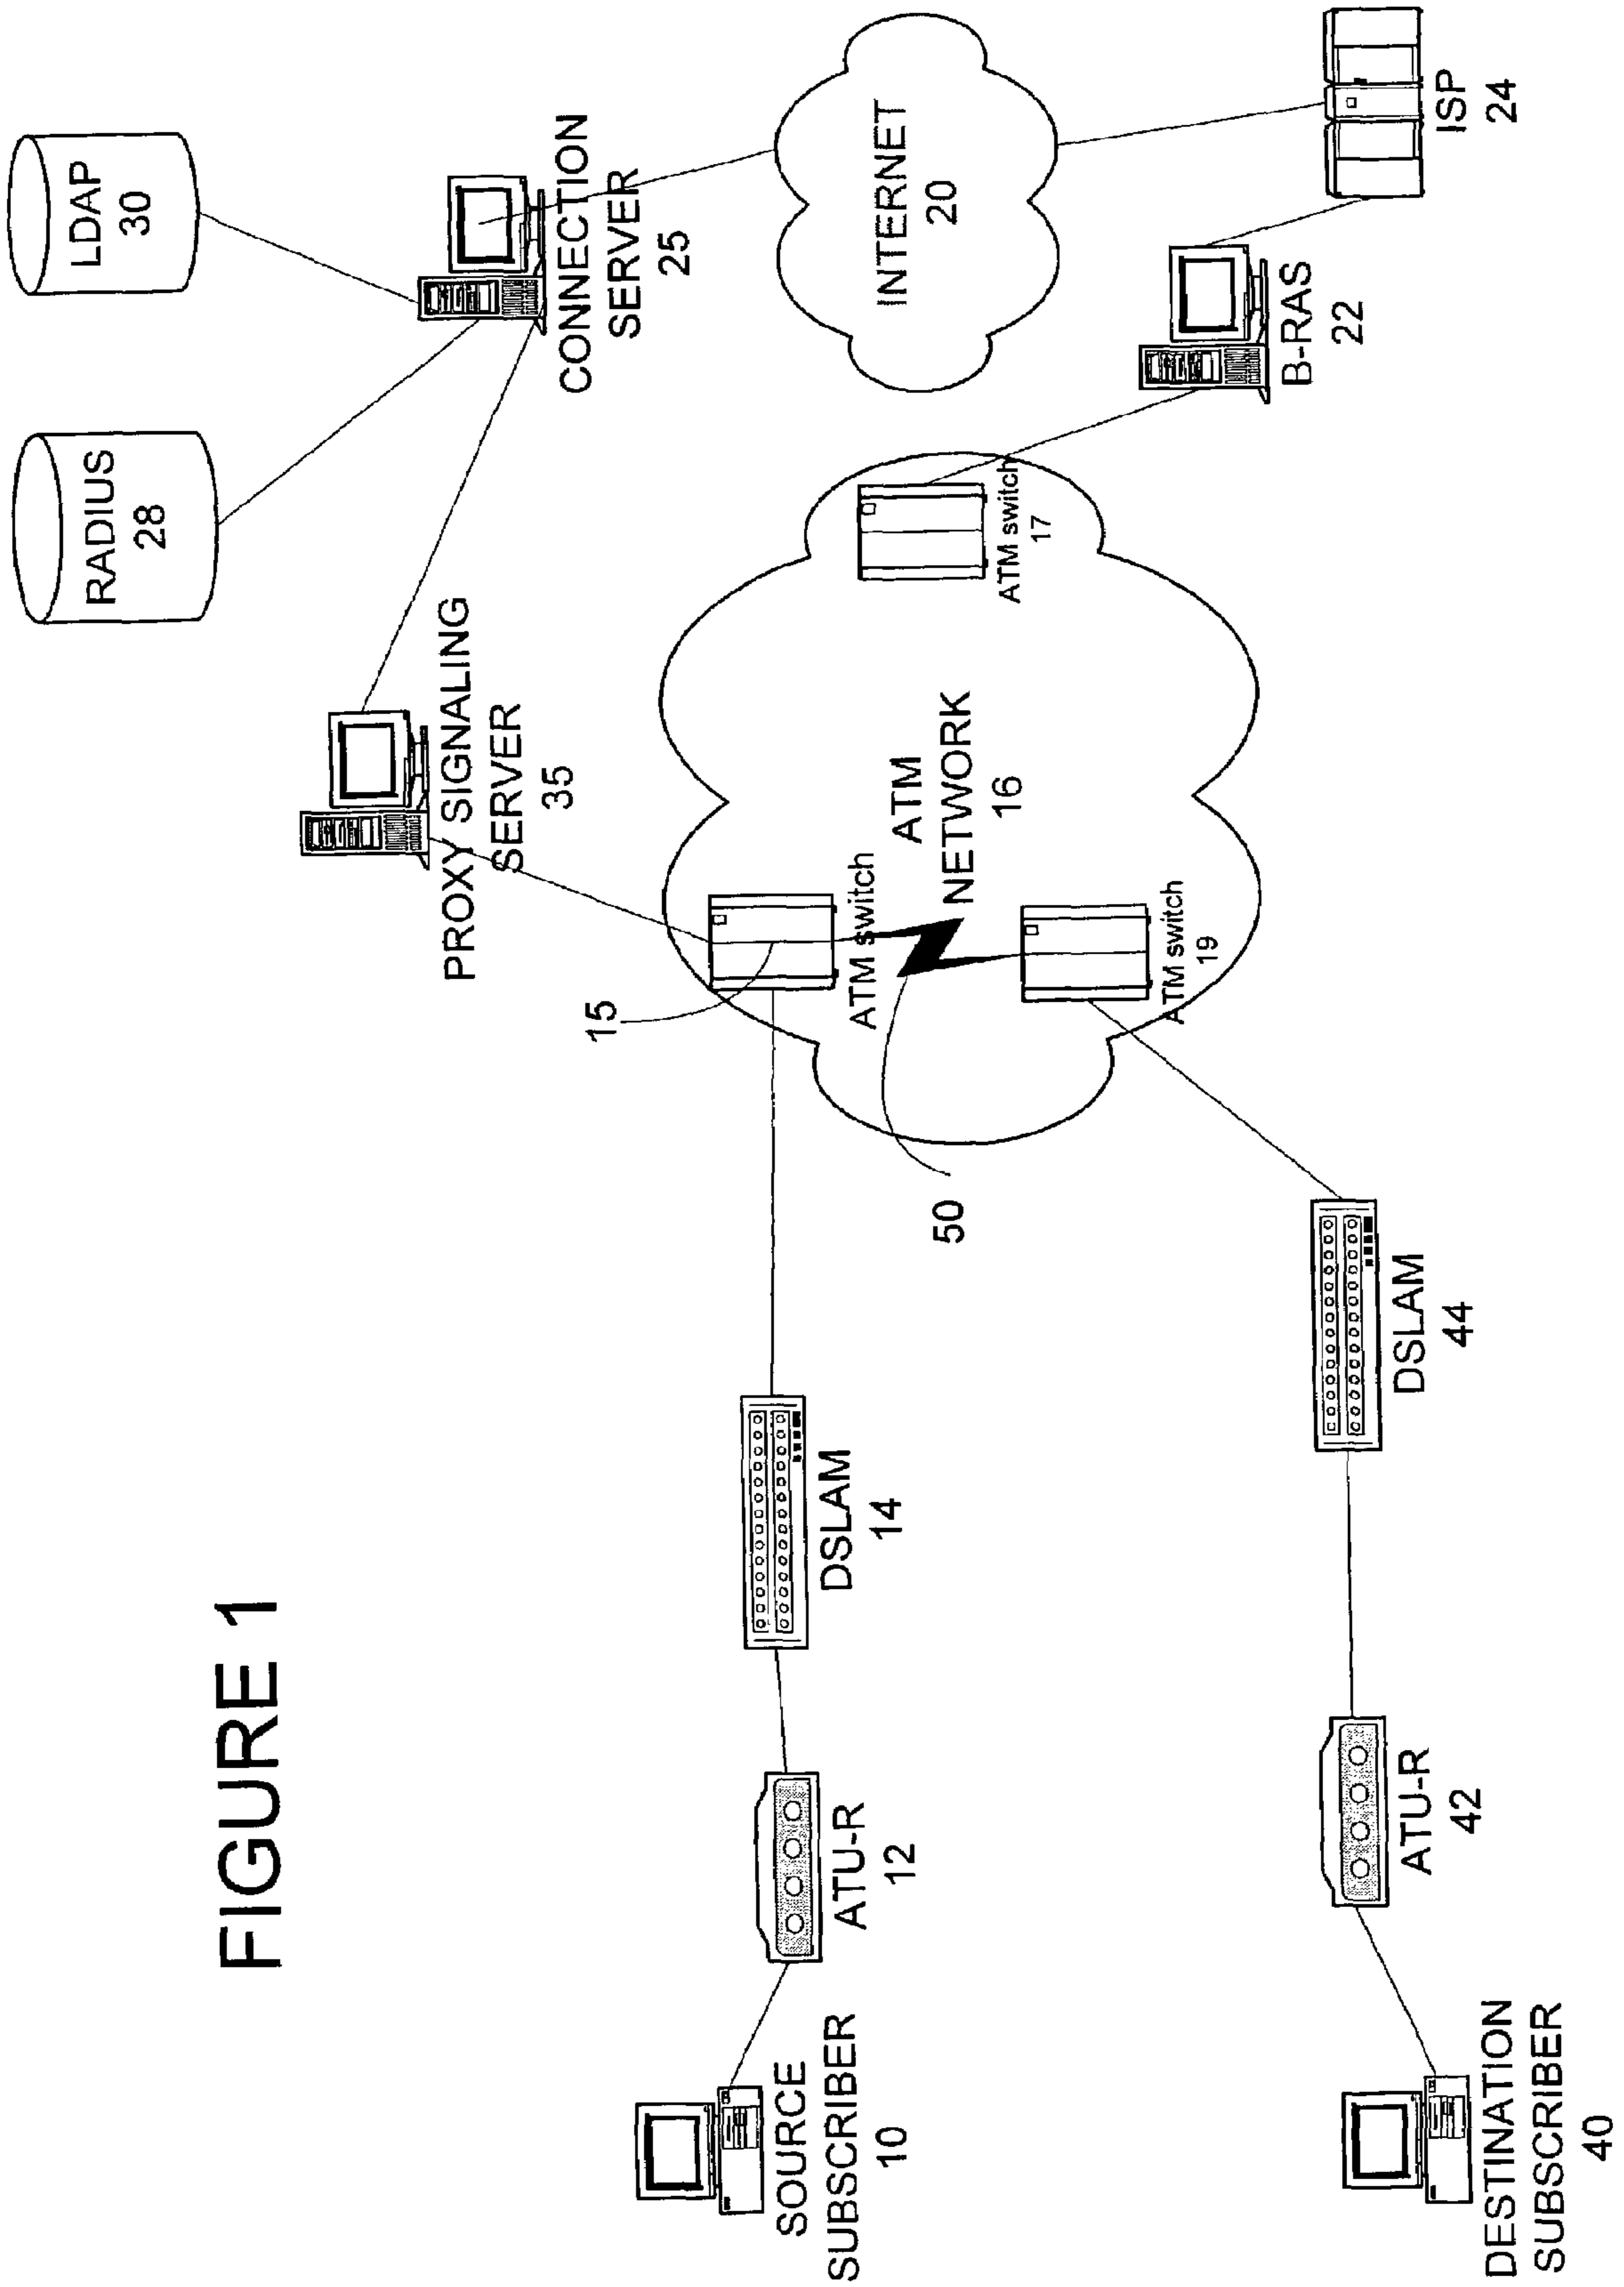 FIGURE 1
LDAP
30
RADIUS
28
CONNECTION
SERVER
25
PROXY SIGNALING
SERVER
35
INTERNET
20
ISP
24
B-RAS
22
ATM switch
17
ATM
NETWORK
16
15
ATM switch
ATM switch
19
50
DSLAM
14
DSLAM
44
ATU-R
12
ATU-R
42
SOURCE
SUBSCRIBER
10
DESTINATION
SUBSCRIBER
40